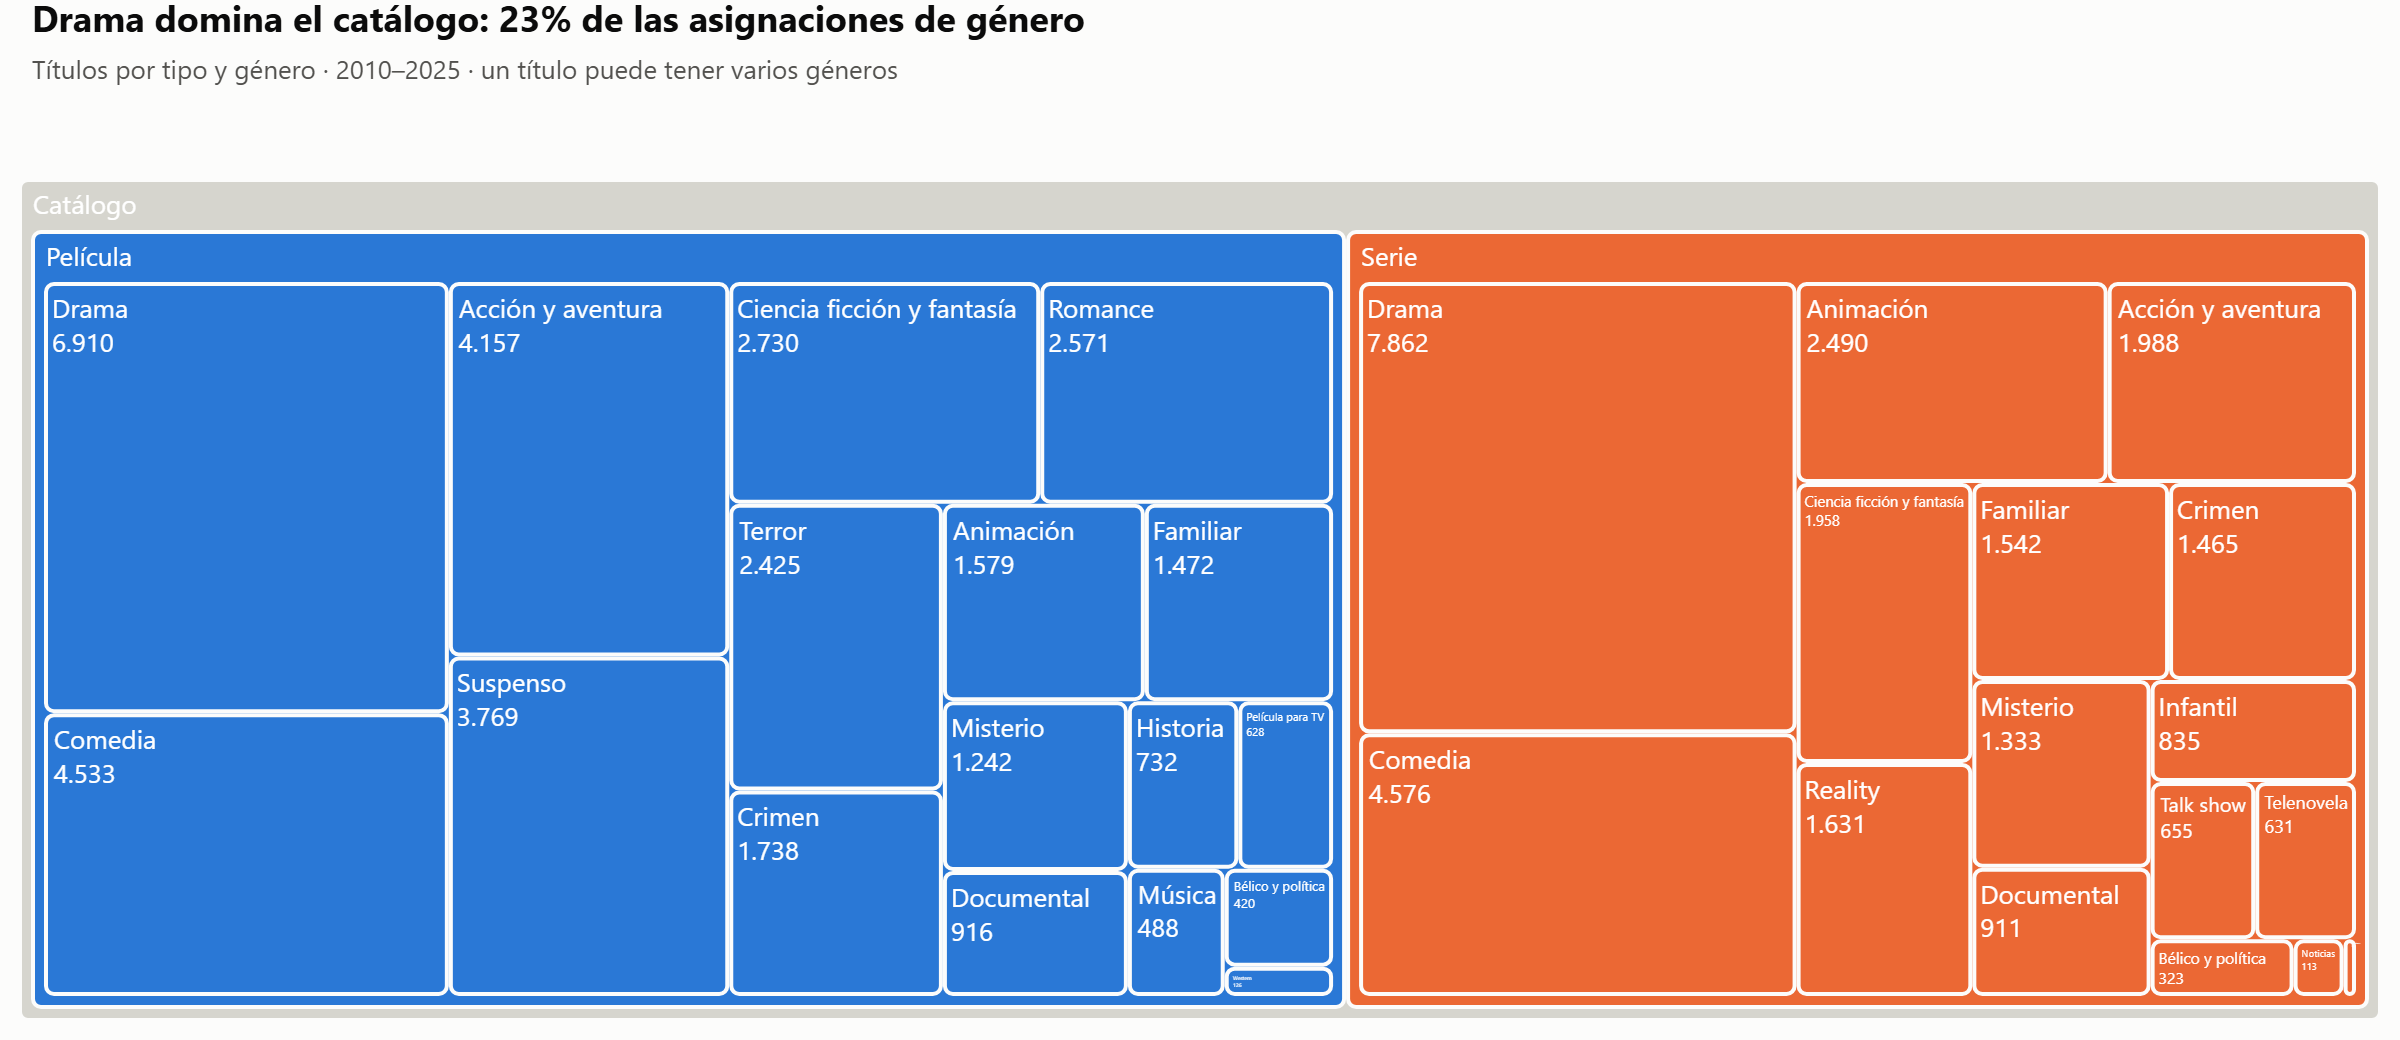 Drama domina el catálogo: 23% de las asignaciones de género
Títulos por tipo y género · 2010–2025 · un título puede tener varios géneros
Catálogo
Película
Drama
6.910
Comedia
4.533
Acción y aventura
4.157
Suspenso
3.769
Ciencia ficción y fantasía
2.730
Romance
2.571
Terror
2.425
Crimen
1.738
Animación
1.579
Familiar
1.472
Misterio
1.242
Documental
916
Historia
732
Película para TV
628
Música
488
Bélico y política
420
Western
136
Serie
Drama
7.862
Comedia
4.576
Animación
2.490
Acción y aventura
1.988
Ciencia ficción y fantasía
1.958
Reality
1.631
Familiar
1.542
Crimen
1.465
Misterio
1.333
Documental
911
Infantil
835
Talk show
655
Telenovela
631
Bélico y política
323
Noticias
113